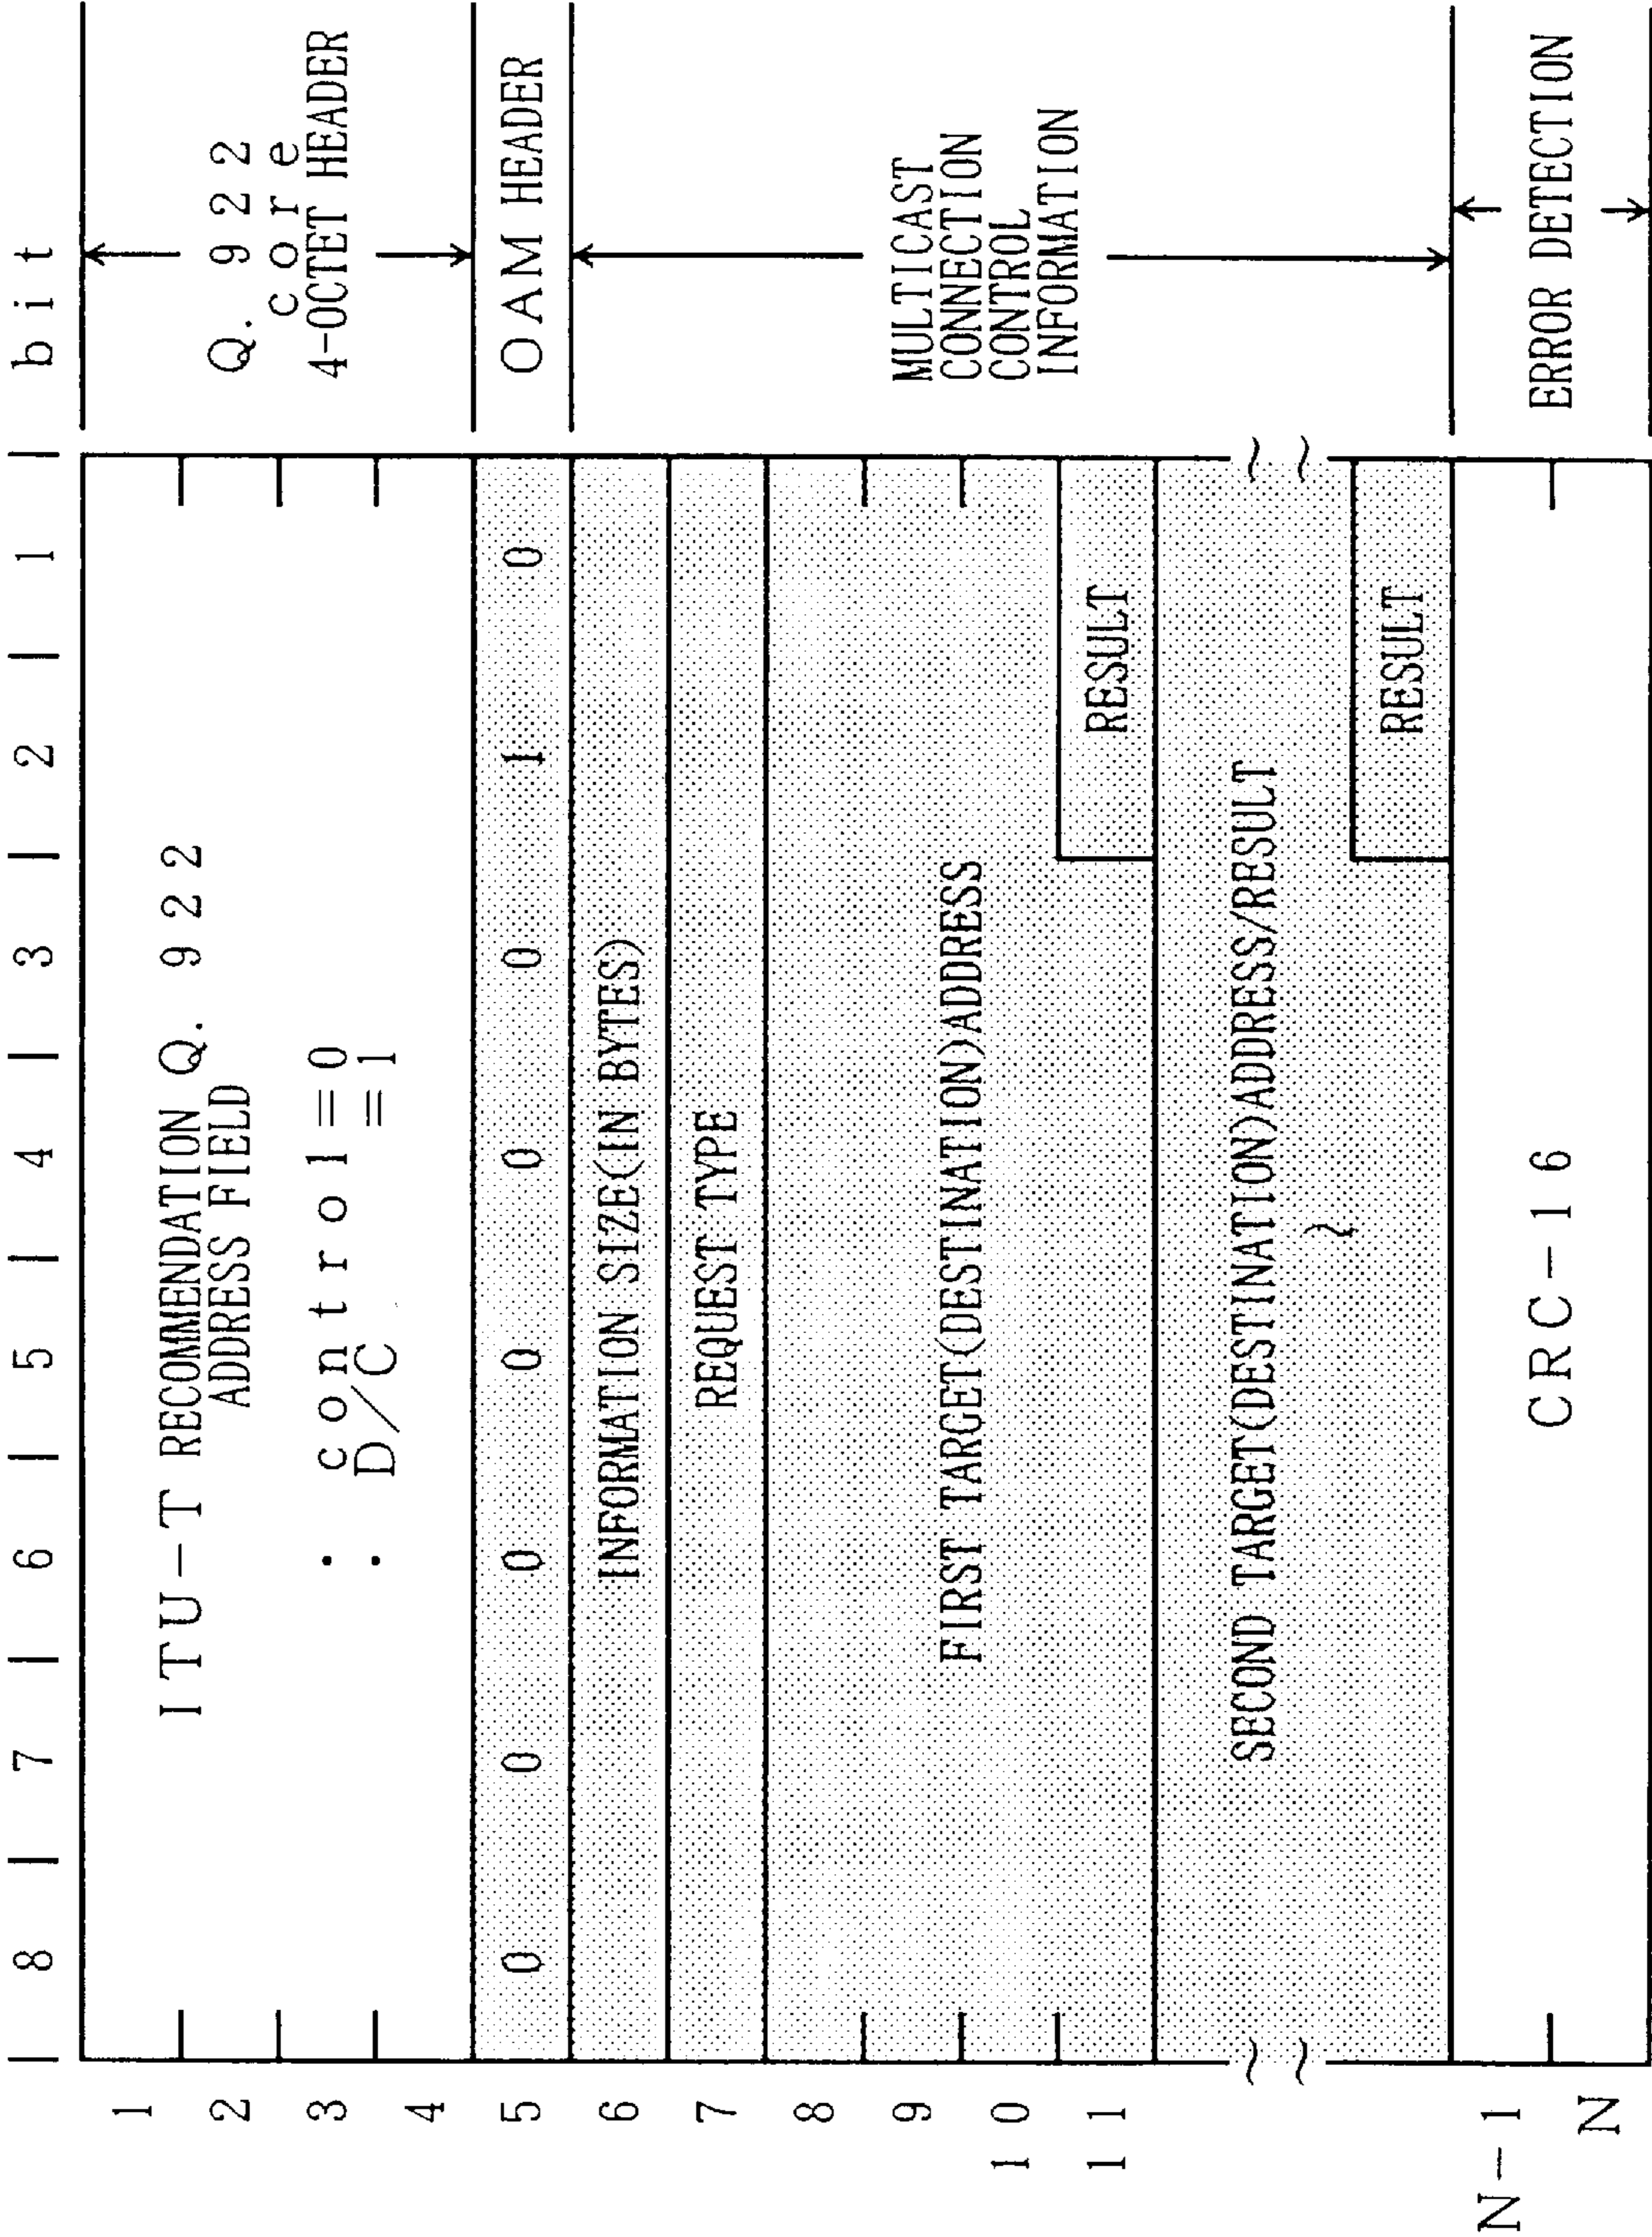 8 7 6 5 4 3 2 1 bit
1
2
3
4
ITU-T RECOMMENDATION Q. 922
ADDRESS FIELD
: control=0
: D/C =1
Q. 922
core
4-OCTET HEADER
5 0 0 0 0 0 0 1 0 OAM HEADER
6 INFORMATION SIZE(IN BYTES)
7 REQUEST TYPE
8
9
10
11
FIRST TARGET(DESTINATION)ADDRESS
RESULT
MULTICAST
CONNECTION
CONTROL
INFORMATION
SECOND TARGET(DESTINATION)ADDRESS/RESULT
RESULT
N-1
N
CRC-16
ERROR DETECTION